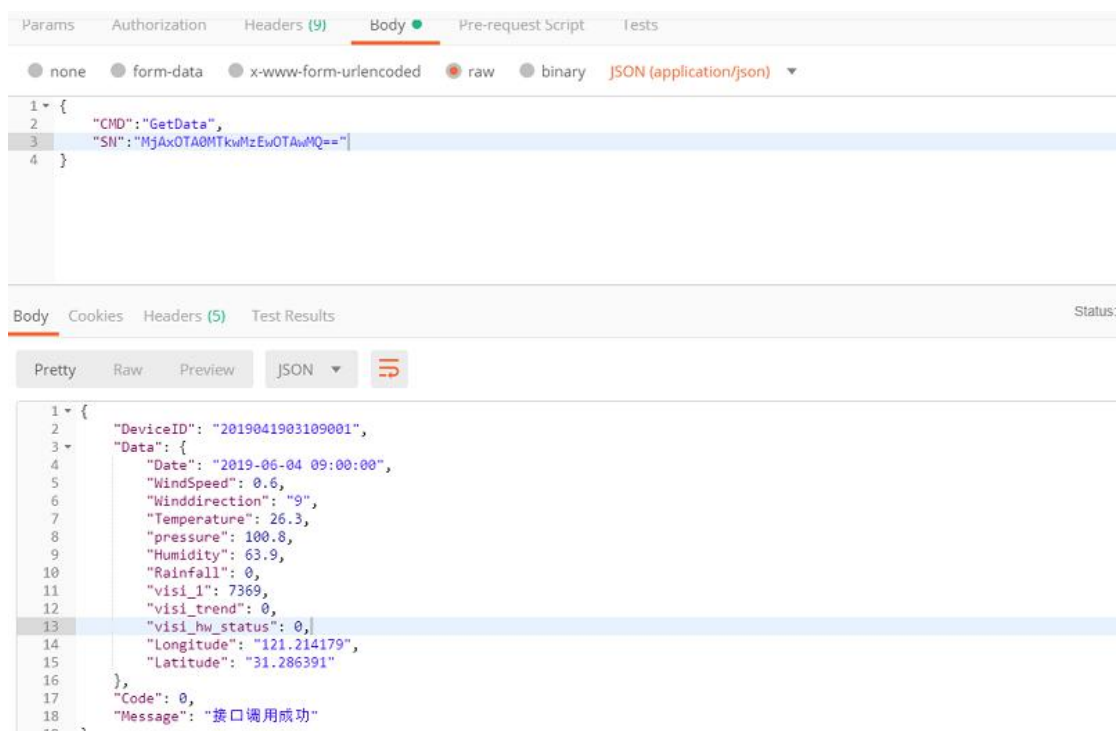 Params Authorization Headers (9) Body Pre-request Script Tests
none form-data x-www-form-urlencoded raw binary JSON (application/json)
1 {
2 "CMD":"GetData",
3 "SN":"MjAxOTA0MTkwMzEwOTAwMQ=="
4 }
Body Cookies Headers (5) Test Results Status:
Pretty Raw Preview JSON
1 {
2 "DeviceID": "2019041903109001",
3 "Data": {
4 "Date": "2019-06-04 09:00:00",
5 "WindSpeed": 0.6,
6 "Winddirection": "9",
7 "Temperature": 26.3,
8 "pressure": 100.8,
9 "Humidity": 63.9,
10 "Rainfall": 0,
11 "visi_1": 7369,
12 "visi_trend": 0,
13 "visi_hw_status": 0,
14 "Longitude": "121.214179",
15 "Latitude": "31.286391"
16 },
17 "Code": 0,
18 "Message": "接口调用成功"